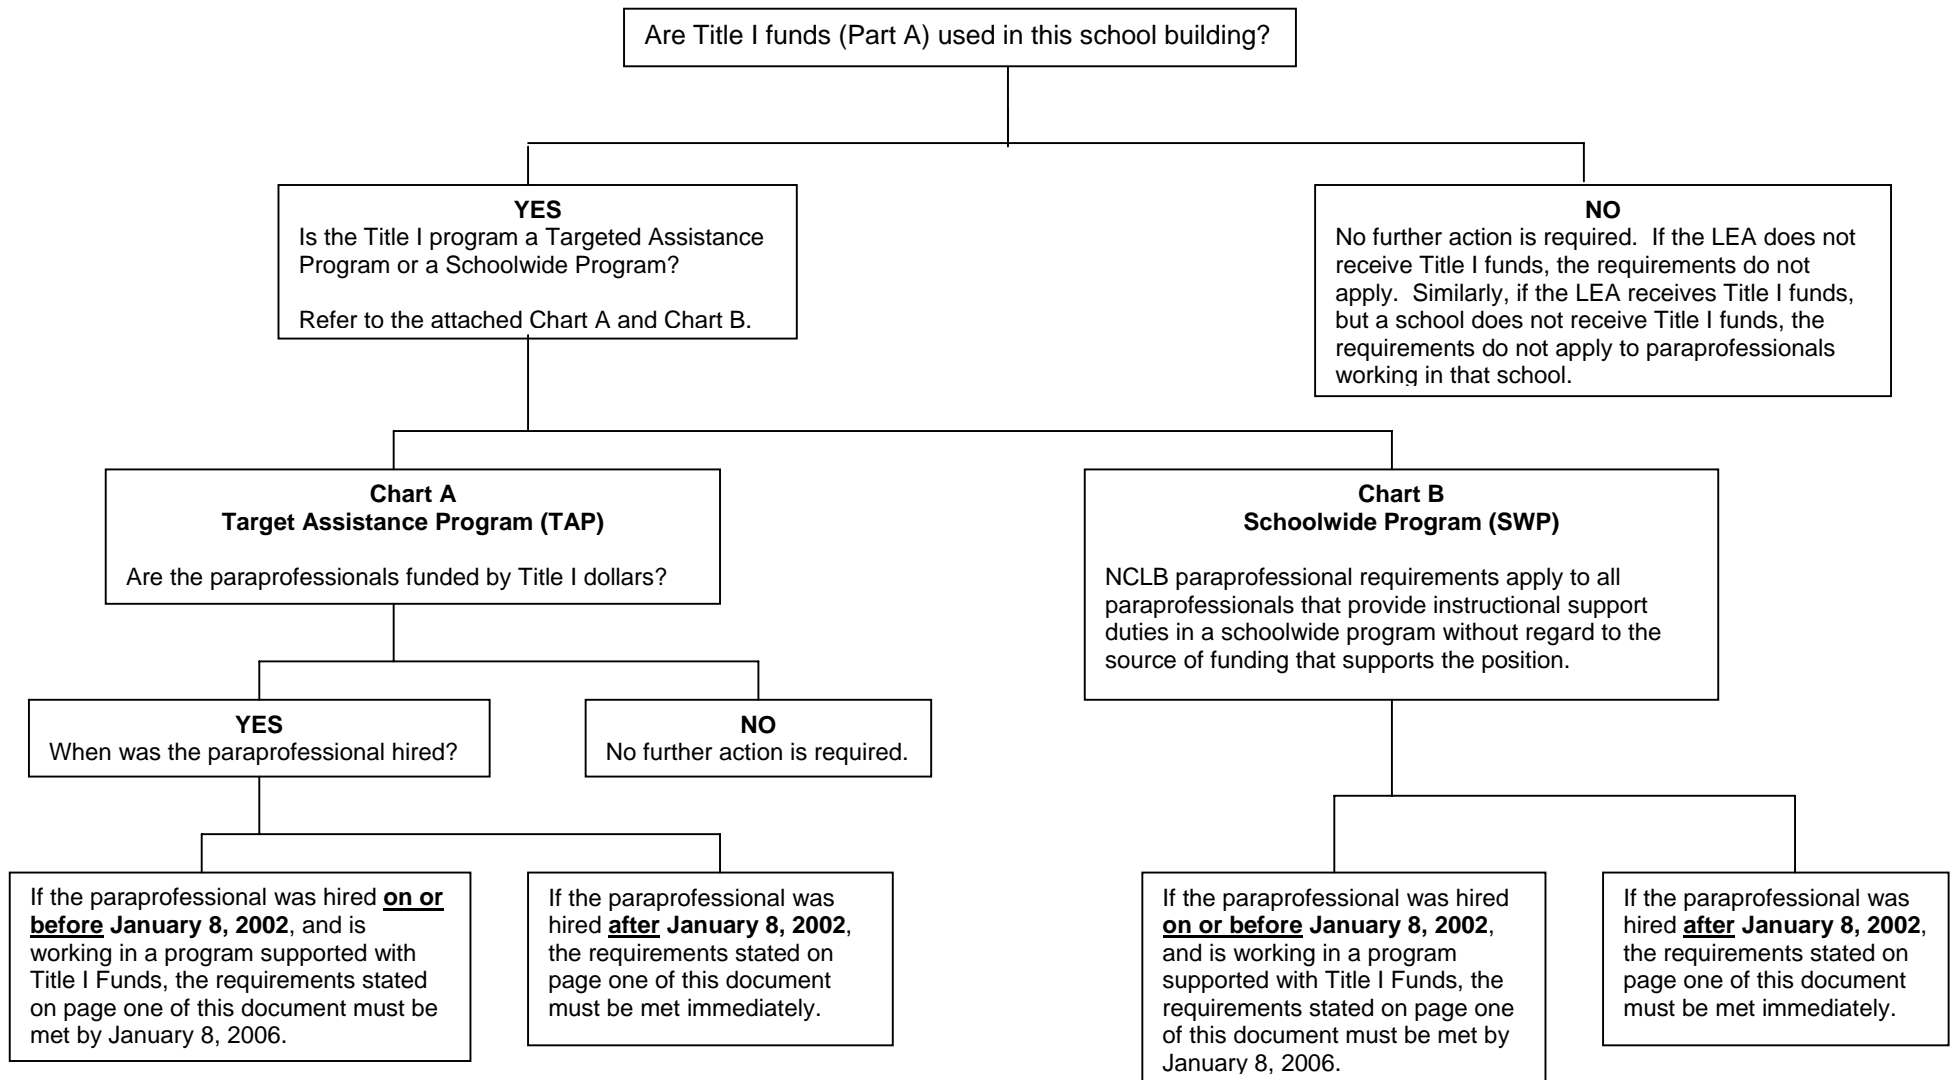 Are Title I funds (Part A) used in this school building?
YES
Is the Title I program a Targeted Assistance
Program or a Schoolwide Program?
Refer to the attached Chart A and Chart B.
NO
No further action is required.  If the LEA does not
receive Title I funds, the requirements do not
apply.  Similarly, if the LEA receives Title I funds,
but a school does not receive Title I funds, the
requirements do not apply to paraprofessionals
working in that school.
Chart A
Target Assistance Program (TAP)
Are the paraprofessionals funded by Title I dollars?
Chart B
Schoolwide Program (SWP)
NCLB paraprofessional requirements apply to all
paraprofessionals that provide instructional support
duties in a schoolwide program without regard to the
source of funding that supports the position.
YES
When was the paraprofessional hired?
NO
No further action is required.
If the paraprofessional was hired on or
before January 8, 2002, and is
working in a program supported with
Title I Funds, the requirements stated
on page one of this document must be
met by January 8, 2006.
If the paraprofessional was
hired after January 8, 2002,
the requirements stated on
page one of this document
must be met immediately.
If the paraprofessional was hired
on or before January 8, 2002,
and is working in a program
supported with Title I Funds, the
requirements stated on page one
of this document must be met by
January 8, 2006.
If the paraprofessional was
hired after January 8, 2002,
the requirements stated on
page one of this document
must be met immediately.